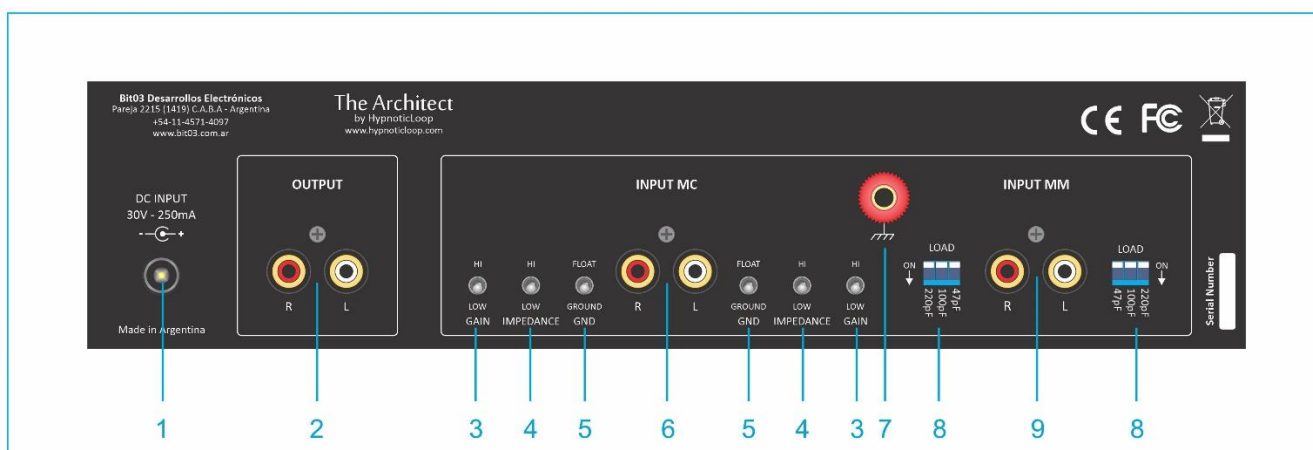 Bit03 Desarrollos Electrónicos
Pareja 2215 (1419) C.A.B.A - Argentina
+54-11-4571-4097
www.bit03.com.ar
The Architect
by HypnoticLoop
www.hypnoticloop.com
CE FC
DC INPUT
30V - 250mA
- +
Made in Argentina
OUTPUT
R L
INPUT MC
HI HI FLOAT
LOW LOW GROUND
GAIN IMPEDANCE GND
R L
FLOAT HI HI
GROUND LOW LOW
GND IMPEDANCE GAIN
INPUT MM
LOAD
ON
220pF
100pF
47pF
R L
LOAD
ON
47pF
100pF
220pF
Serial Number
1 2 3 4 5 6 5 4 3 7 8 9 8